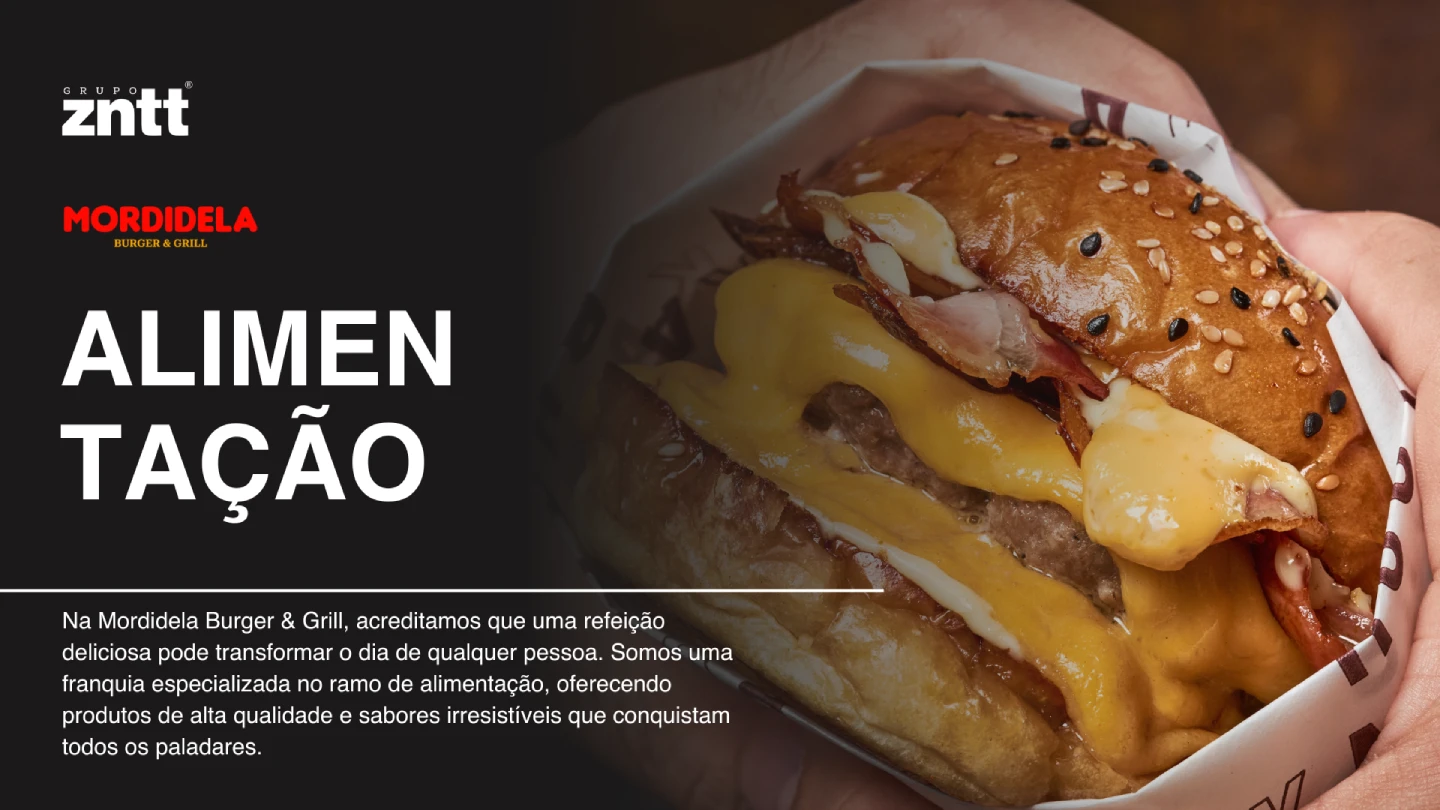 GRUPO
zntt®
MORDIDELA
BURGER & GRILL
ALIMEN
TAÇÃO
Na Mordidela Burger & Grill, acreditamos que uma refeição
deliciosa pode transformar o dia de qualquer pessoa. Somos uma
franquia especializada no ramo de alimentação, oferecendo
produtos de alta qualidade e sabores irresistíveis que conquistam
todos os paladares.